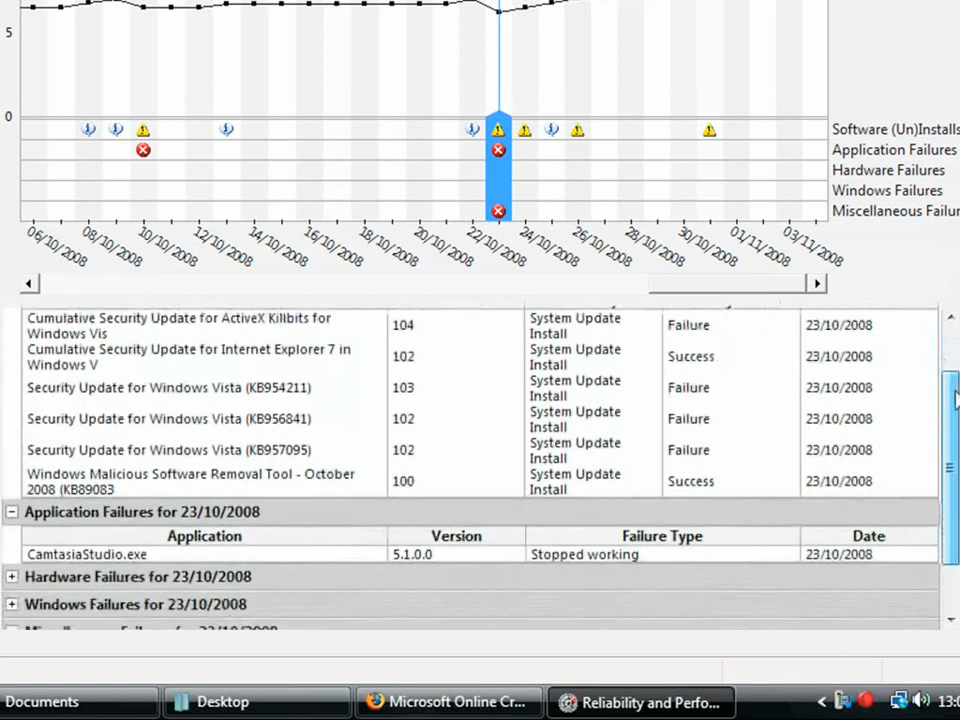 5
0
Software (Un)Installs
Application Failures
Hardware Failures
Windows Failures
Miscellaneous Failur
06/10/2008 08/10/2008 10/10/2008 12/10/2008 14/10/2008 16/10/2008 18/10/2008 20/10/2008 22/10/2008 24/10/2008 26/10/2008 28/10/2008 30/10/2008 01/11/2008 03/11/2008
Cumulative Security Update for ActiveX Killbits for
Windows Vis
104
System Update
Install
Failure
23/10/2008
Cumulative Security Update for Internet Explorer 7 in
Windows V
102
System Update
Install
Success
23/10/2008
Security Update for Windows Vista (KB954211)
103
System Update
Install
Failure
23/10/2008
Security Update for Windows Vista (KB956841)
102
System Update
Install
Failure
23/10/2008
Security Update for Windows Vista (KB957095)
102
System Update
Install
Failure
23/10/2008
Windows Malicious Software Removal Tool - October
2008 (KB89083
100
System Update
Install
Success
23/10/2008
Application Failures for 23/10/2008
Application Version Failure Type Date
CamtasiaStudio.exe 5.1.0.0 Stopped working 23/10/2008
Hardware Failures for 23/10/2008
Windows Failures for 23/10/2008
Documents Desktop Microsoft Online Cr... Reliability and Perfo...